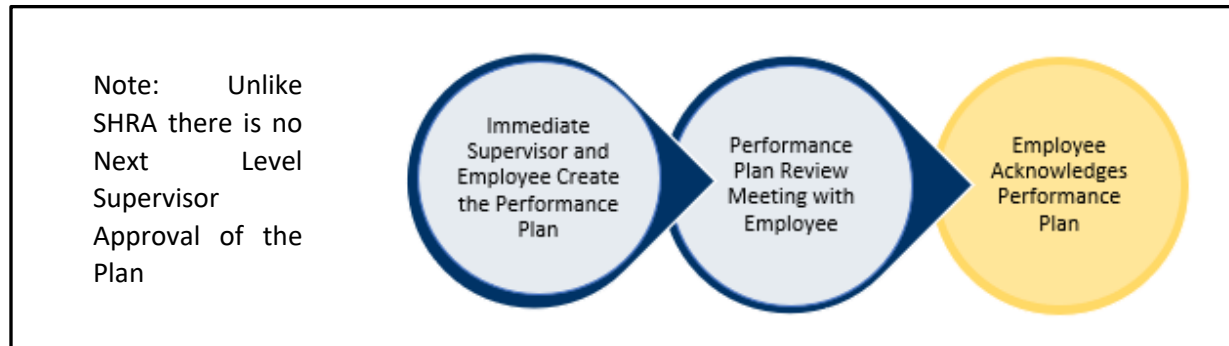 Note: Unlike
SHRA there is no
Next Level
Supervisor
Approval of the
Plan
Immediate
Supervisor and
Employee Create
the Performance
Plan
Performance
Plan Review
Meeting with
Employee
Employee
Acknowledges
Performance
Plan